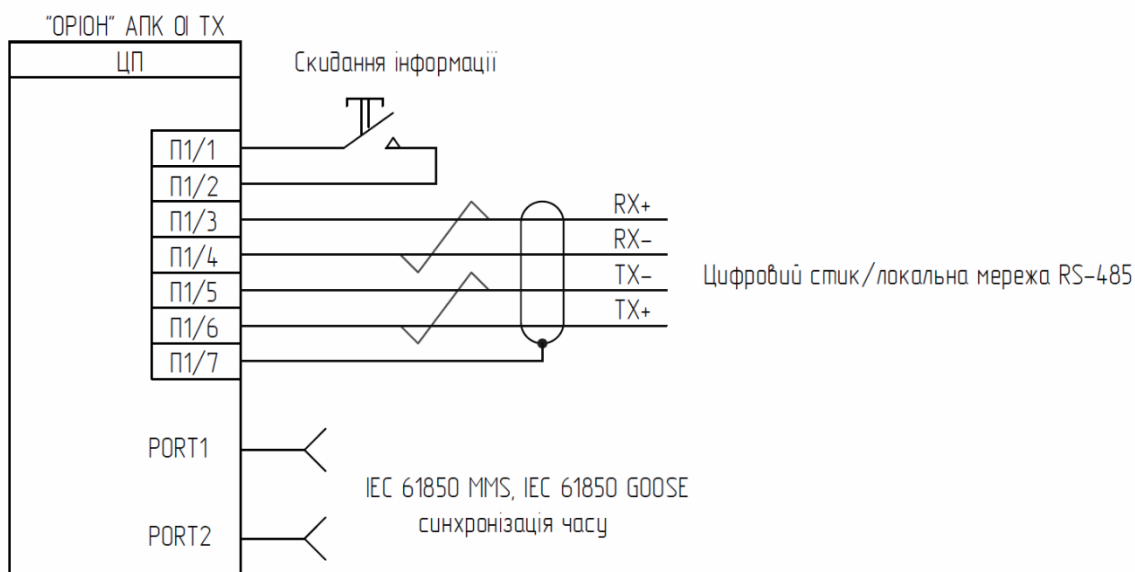 "ОРІОН" АПК ОІ ТХ
ЦП
Скидання інформації
П1/1
П1/2
П1/3
RX+
П1/4
RX-
П1/5
TX-
Цифровий стик/локальна мережа RS-485
П1/6
TX+
П1/7
PORT1
IEC 61850 MMS, IEC 61850 GOOSE
синхронізація часу
PORT2